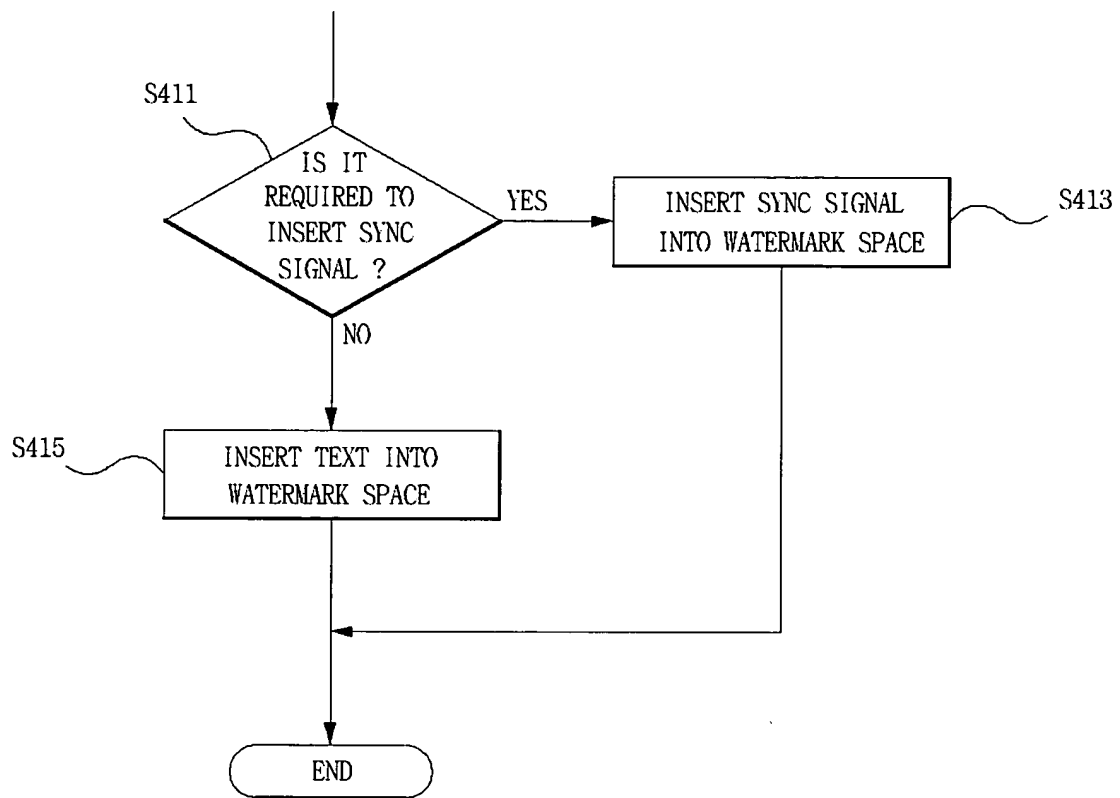 S411
IS IT
REQUIRED TO
INSERT SYNC
SIGNAL ?
YES
INSERT SYNC SIGNAL
INTO WATERMARK SPACE
S413
NO
S415
INSERT TEXT INTO
WATERMARK SPACE
END